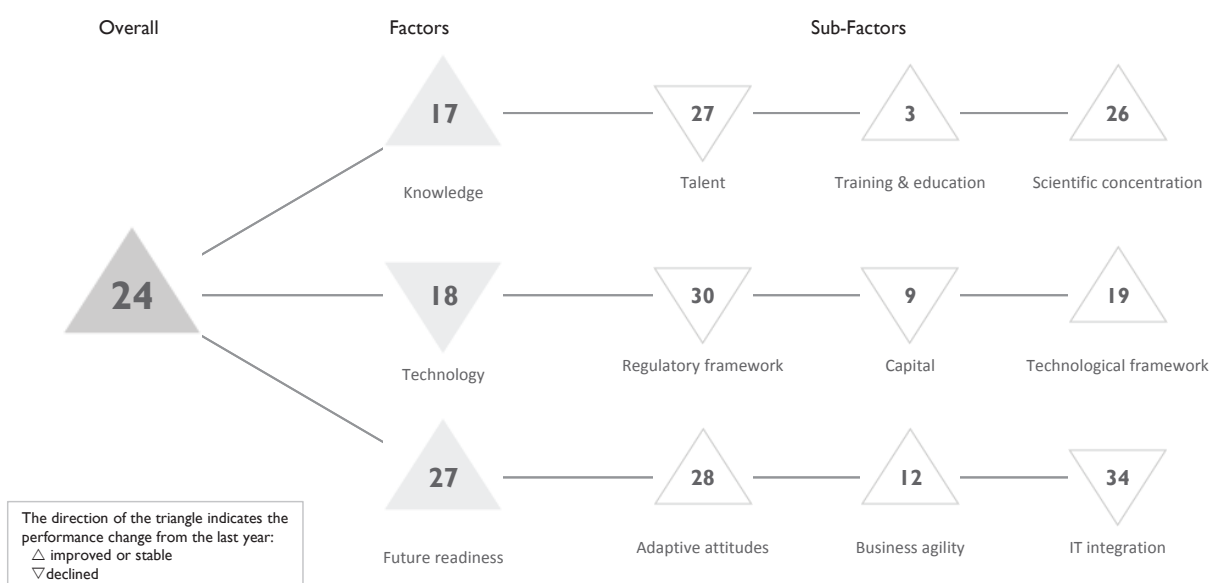 Overall Factors Sub-Factors
17 27 3 26
Knowledge Talent Training & education Scientific concentration
24
18 30 9 19
Technology Regulatory framework Capital Technological framework
27 28 12 34
Future readiness Adaptive attitudes Business agility IT integration
The direction of the triangle indicates the
performance change from the last year:
△ improved or stable
▽ declined